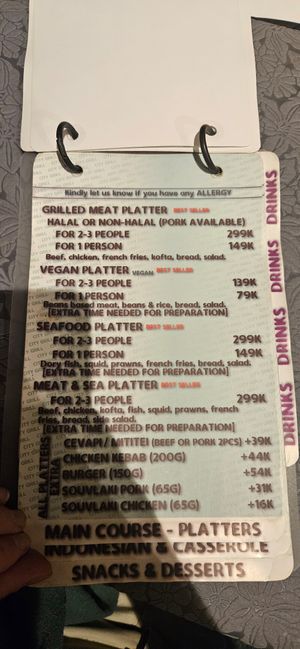 Kindly let us know if you have any ALLERGY
GRILLED MEAT PLATTER BEST SELLER
HALAL OR NON-HALAL (PORK AVAILABLE)
FOR 2-3 PEOPLE 299K
FOR 1 PERSON 149K
Beef, chicken, french fries, kofta, bread, salad.
VEGAN PLATTER VEGAN BEST SELLER
FOR 2-3 PEOPLE 139K
FOR 1 PERSON 79K
Beans based meat, beans & rice, bread, salad.
[EXTRA TIME NEEDED FOR PREPARATION]
SEAFOOD PLATTER BEST SELLER
FOR 2-3 PEOPLE 299K
FOR 1 PERSON 149K
Dory fish, squid, prawns, french fries, bread, salad.
[EXTRA TIME NEEDED FOR PREPARATION]
MEAT & SEA PLATTER BEST SELLER
FOR 2-3 PEOPLE 299K
Beef, chicken, kofta, fish, squid, prawns, french
fries, bread, side salad.
[EXTRA TIME NEEDED FOR PREPARATION]
ALL PLATTERS
EXTRA
CEVAPI / MITITEI (BEEF OR PORK 2PCS) +39K
CHICKEN KEBAB (200G) +44K
BURGER (150G) +54K
SOUVLAKI PORK (65G) +31K
SOUVLAKI CHICKEN (65G) +16K
MAIN COURSE - PLATTERS
INDONESIAN & CASSEROLE
SNACKS & DESSERTS
DRINKS
DRINKS
DRINKS